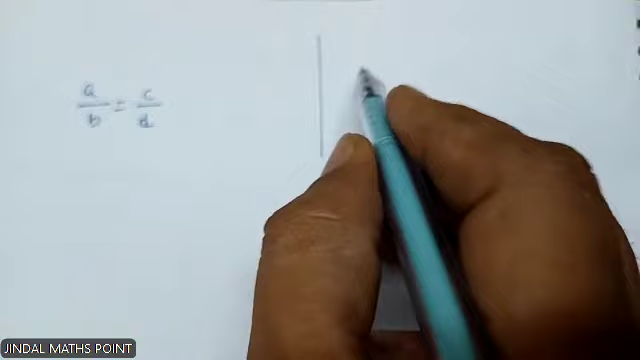 a/b = c/d
JINDAL MATHS POINT